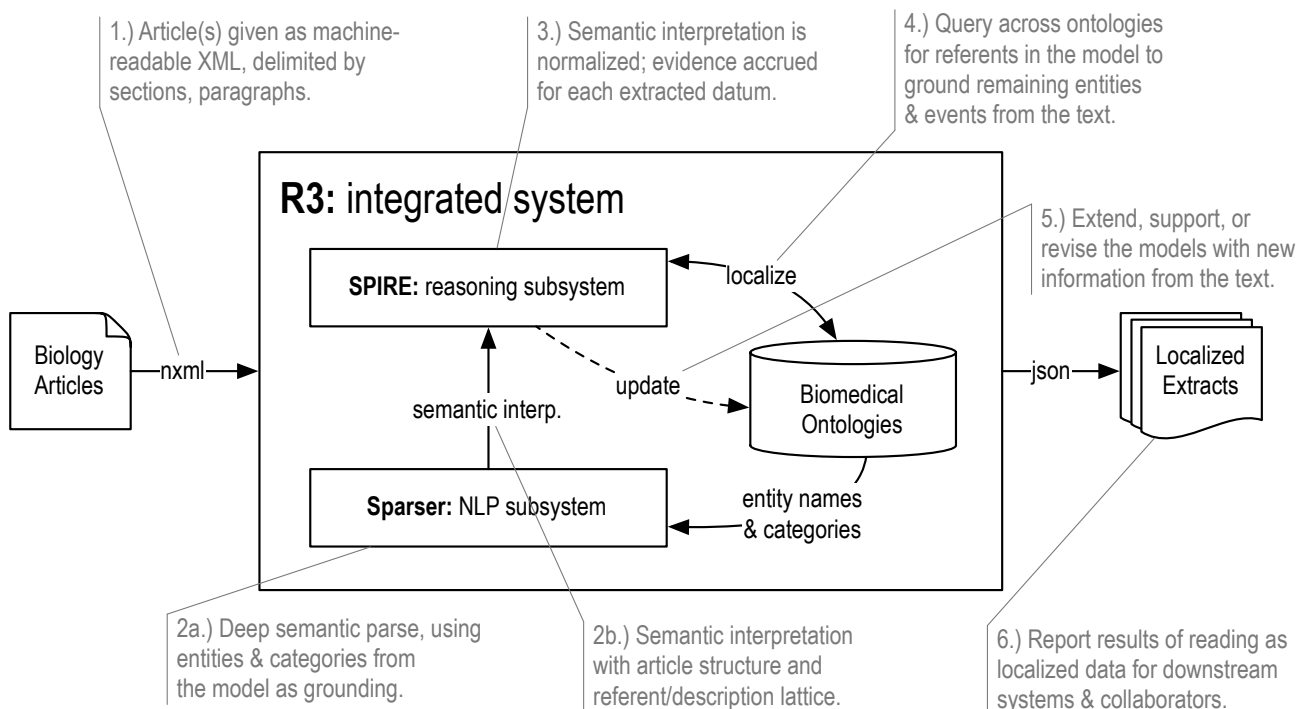 1.) Article(s) given as machine-
readable XML, delimited by
sections, paragraphs.
3.) Semantic interpretation is
normalized; evidence accrued
for each extracted datum.
4.) Query across ontologies
for referents in the model to
ground remaining entities
& events from the text.
R3: integrated system
5.) Extend, support, or
revise the models with new
information from the text.
SPIRE: reasoning subsystem
localize
Biology
Articles
nxml
update
semantic interp.
Biomedical
Ontologies
json
Localized
Extracts
Sparser: NLP subsystem
entity names
& categories
2a.) Deep semantic parse, using
entities & categories from
the model as grounding.
2b.) Semantic interpretation
with article structure and
referent/description lattice.
6.) Report results of reading as
localized data for downstream
systems & collaborators.